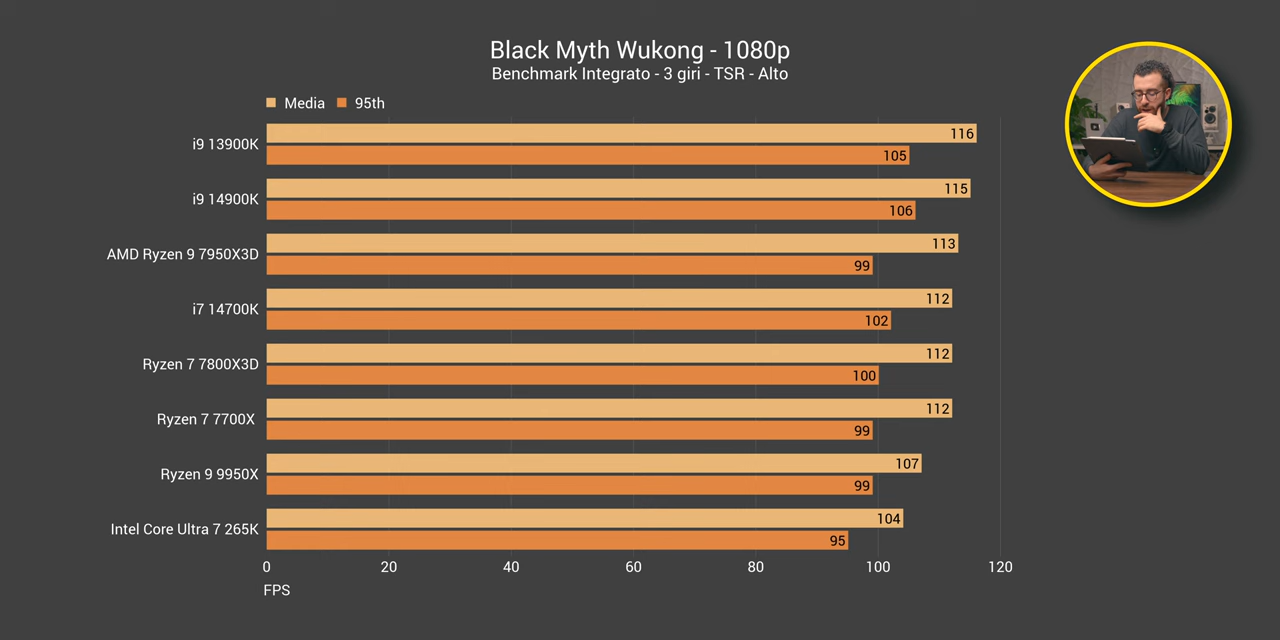 Black Myth Wukong - 1080p
Benchmark Integrato - 3 giri - TSR - Alto
Media 95th
i9 13900K 116
105
i9 14900K 115
106
AMD Ryzen 9 7950X3D 113
99
i7 14700K 112
102
Ryzen 7 7800X3D 112
100
Ryzen 7 7700X 112
99
Ryzen 9 9950X 107
99
Intel Core Ultra 7 265K 104
95
0 20 40 60 80 100 120
FPS